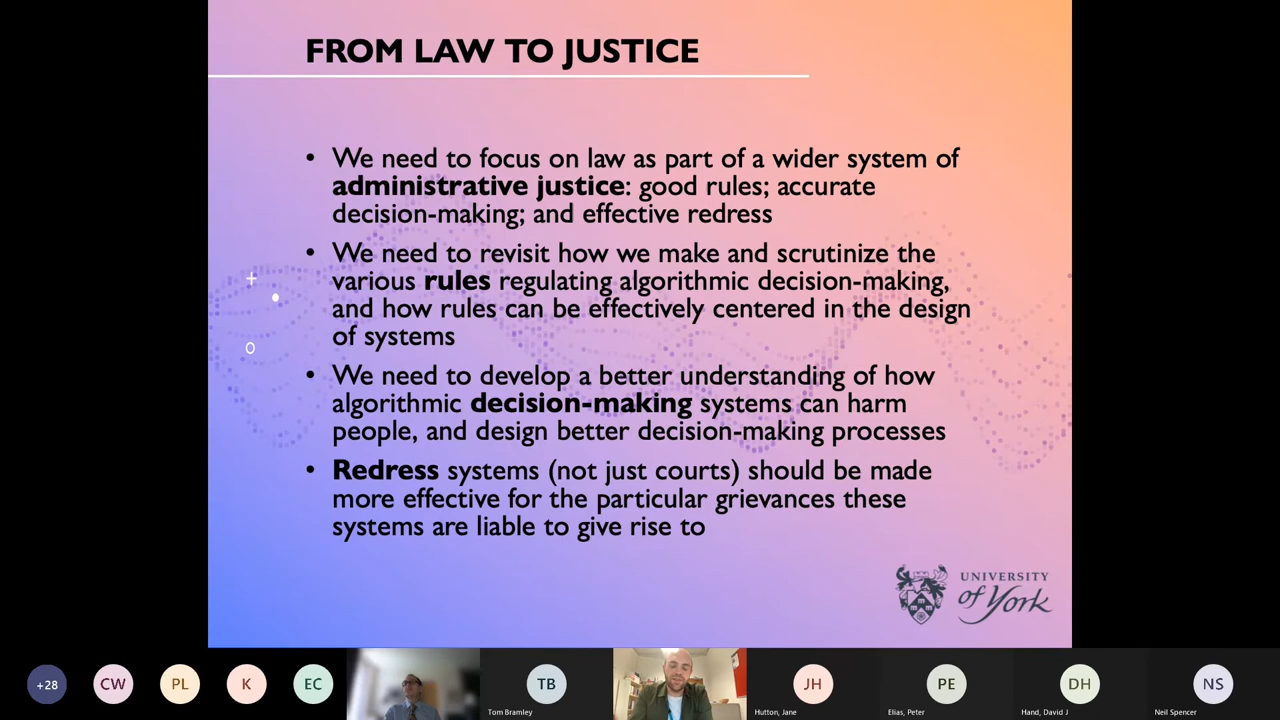 FROM LAW TO JUSTICE
• We need to focus on law as part of a wider system of
administrative justice: good rules; accurate
decision-making; and effective redress
• We need to revisit how we make and scrutinize the
various rules regulating algorithmic decision-making,
and how rules can be effectively centered in the design
of systems
• We need to develop a better understanding of how
algorithmic decision-making systems can harm
people, and design better decision-making processes
• Redress systems (not just courts) should be made
more effective for the particular grievances these
systems are liable to give rise to
UNIVERSITY
of York
+28
CW
PL
K
EC
TB
JH
PE
DH
NS
Tom Bramley
Hutton, Jane
Elias, Peter
Hand, David J
Neil Spencer